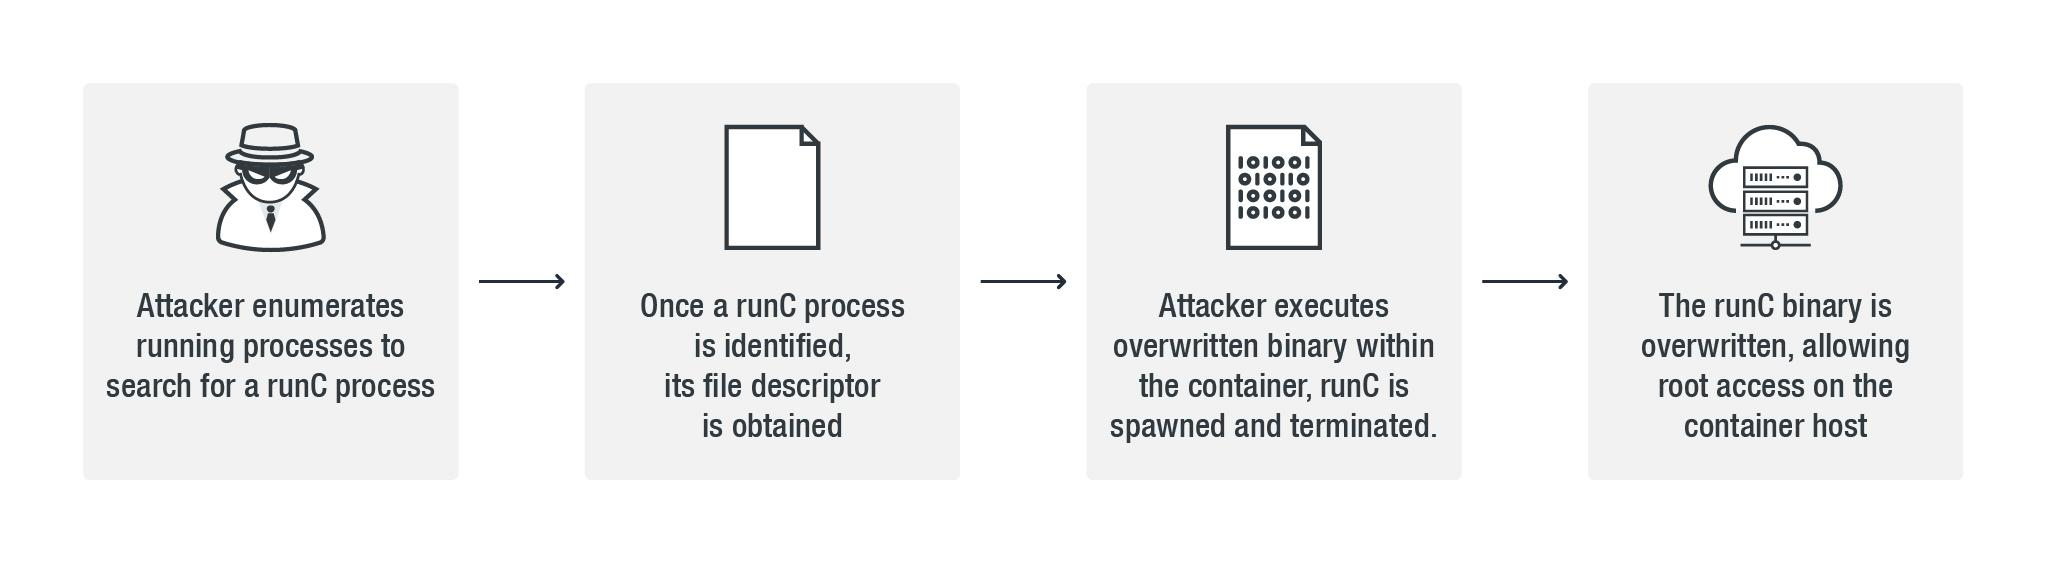 Attacker enumerates
running processes to
search for a runC process
Once a runC process
is identified,
its file descriptor
is obtained
Attacker executes
overwritten binary within
the container, runC is
spawned and terminated.
The runC binary is
overwritten, allowing
root access on the
container host